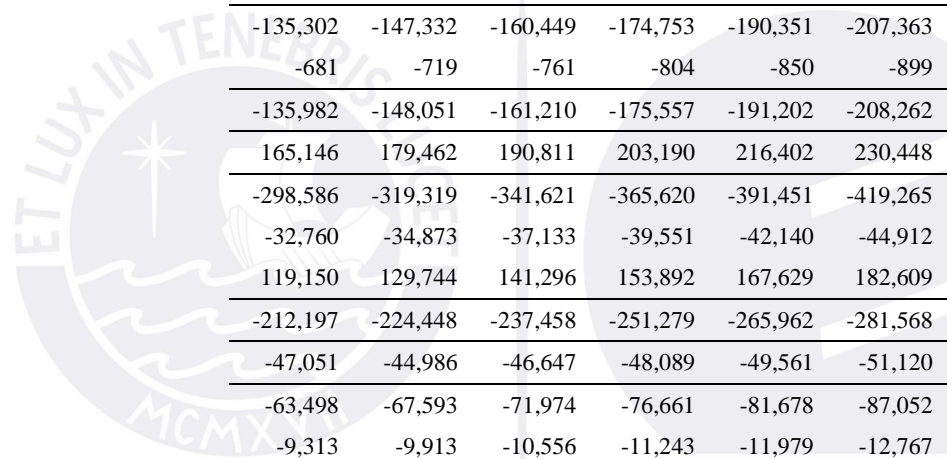 -135,302 -147,332 -160,449 -174,753 -190,351 -207,363
-681 -719 -761 -804 -850 -899
-135,982 -148,051 -161,210 -175,557 -191,202 -208,262
165,146 179,462 190,811 203,190 216,402 230,448
-298,586 -319,319 -341,621 -365,620 -391,451 -419,265
-32,760 -34,873 -37,133 -39,551 -42,140 -44,912
119,150 129,744 141,296 153,892 167,629 182,609
-212,197 -224,448 -237,458 -251,279 -265,962 -281,568
-47,051 -44,986 -46,647 -48,089 -49,561 -51,120
-63,498 -67,593 -71,974 -76,661 -81,678 -87,052
-9,313 -9,913 -10,556 -11,243 -11,979 -12,767
ET LUX IN TENEBRIS LUCET
MCMXVII